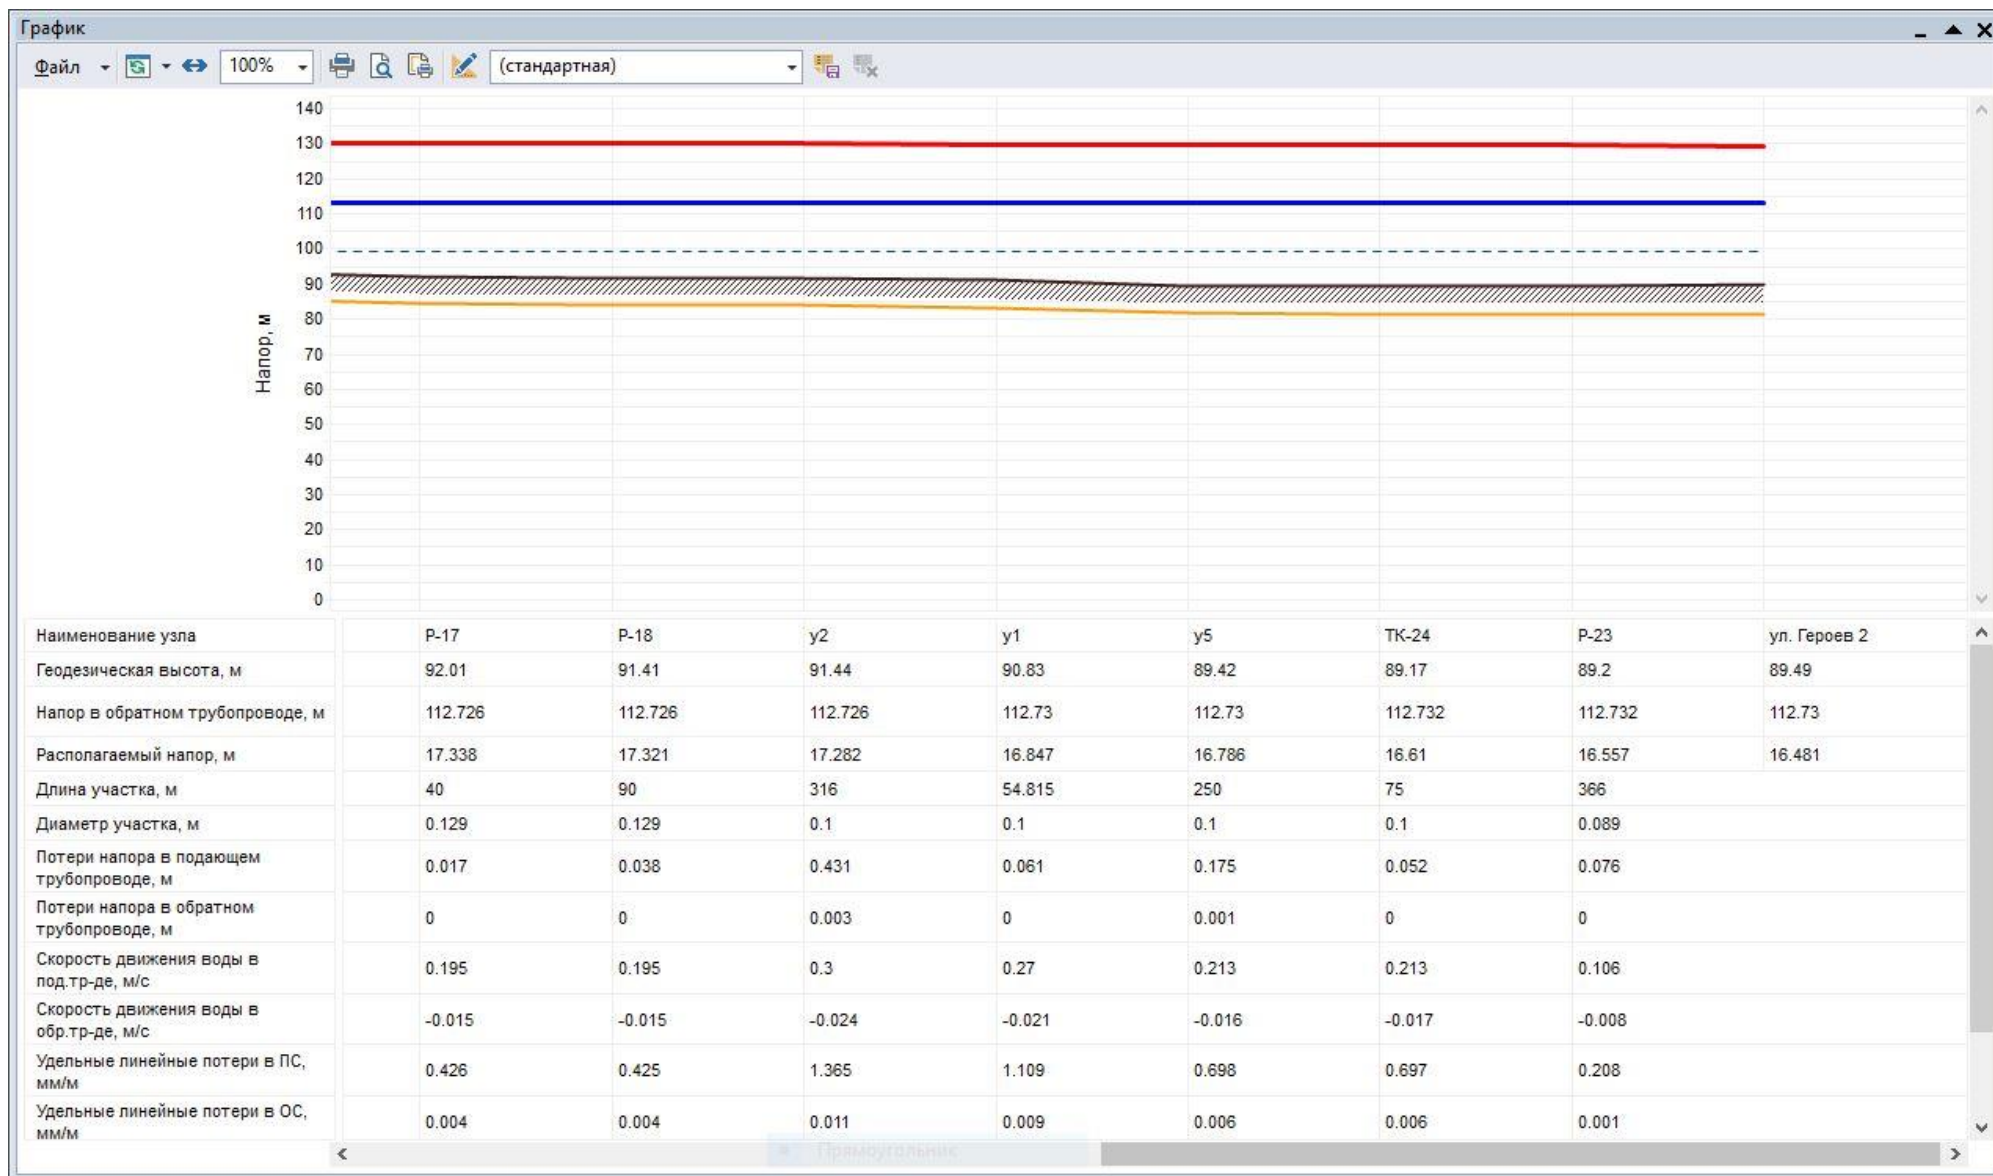 График
Файл 100% (стандартная)
140
130
120
110
100
90
80
70
60
50
40
30
20
10
0
Напор, м
Наименование узла P-17 P-18 у2 у1 у5 ТК-24 P-23 ул. Героев 2
Геодезическая высота, м 92.01 91.41 91.44 90.83 89.42 89.17 89.2 89.49
Напор в обратном трубопроводе, м 112.726 112.726 112.726 112.73 112.73 112.732 112.732 112.73
Располагаемый напор, м 17.338 17.321 17.282 16.847 16.786 16.61 16.557 16.481
Длина участка, м 40 90 316 54.815 250 75 366
Диаметр участка, м 0.129 0.129 0.1 0.1 0.1 0.1 0.089
Потери напора в подающем
трубопроводе, м 0.017 0.038 0.431 0.061 0.175 0.052 0.076
Потери напора в обратном
трубопроводе, м 0 0 0.003 0 0.001 0 0
Скорость движения воды в
под.тр-де, м/с 0.195 0.195 0.3 0.27 0.213 0.213 0.106
Скорость движения воды в
обр.тр-де, м/с -0.015 -0.015 -0.024 -0.021 -0.016 -0.017 -0.008
Удельные линейные потери в ПС,
мм/м 0.426 0.425 1.365 1.109 0.698 0.697 0.208
Удельные линейные потери в ОС,
мм/м 0.004 0.004 0.011 0.009 0.006 0.006 0.001
Прямоугольник